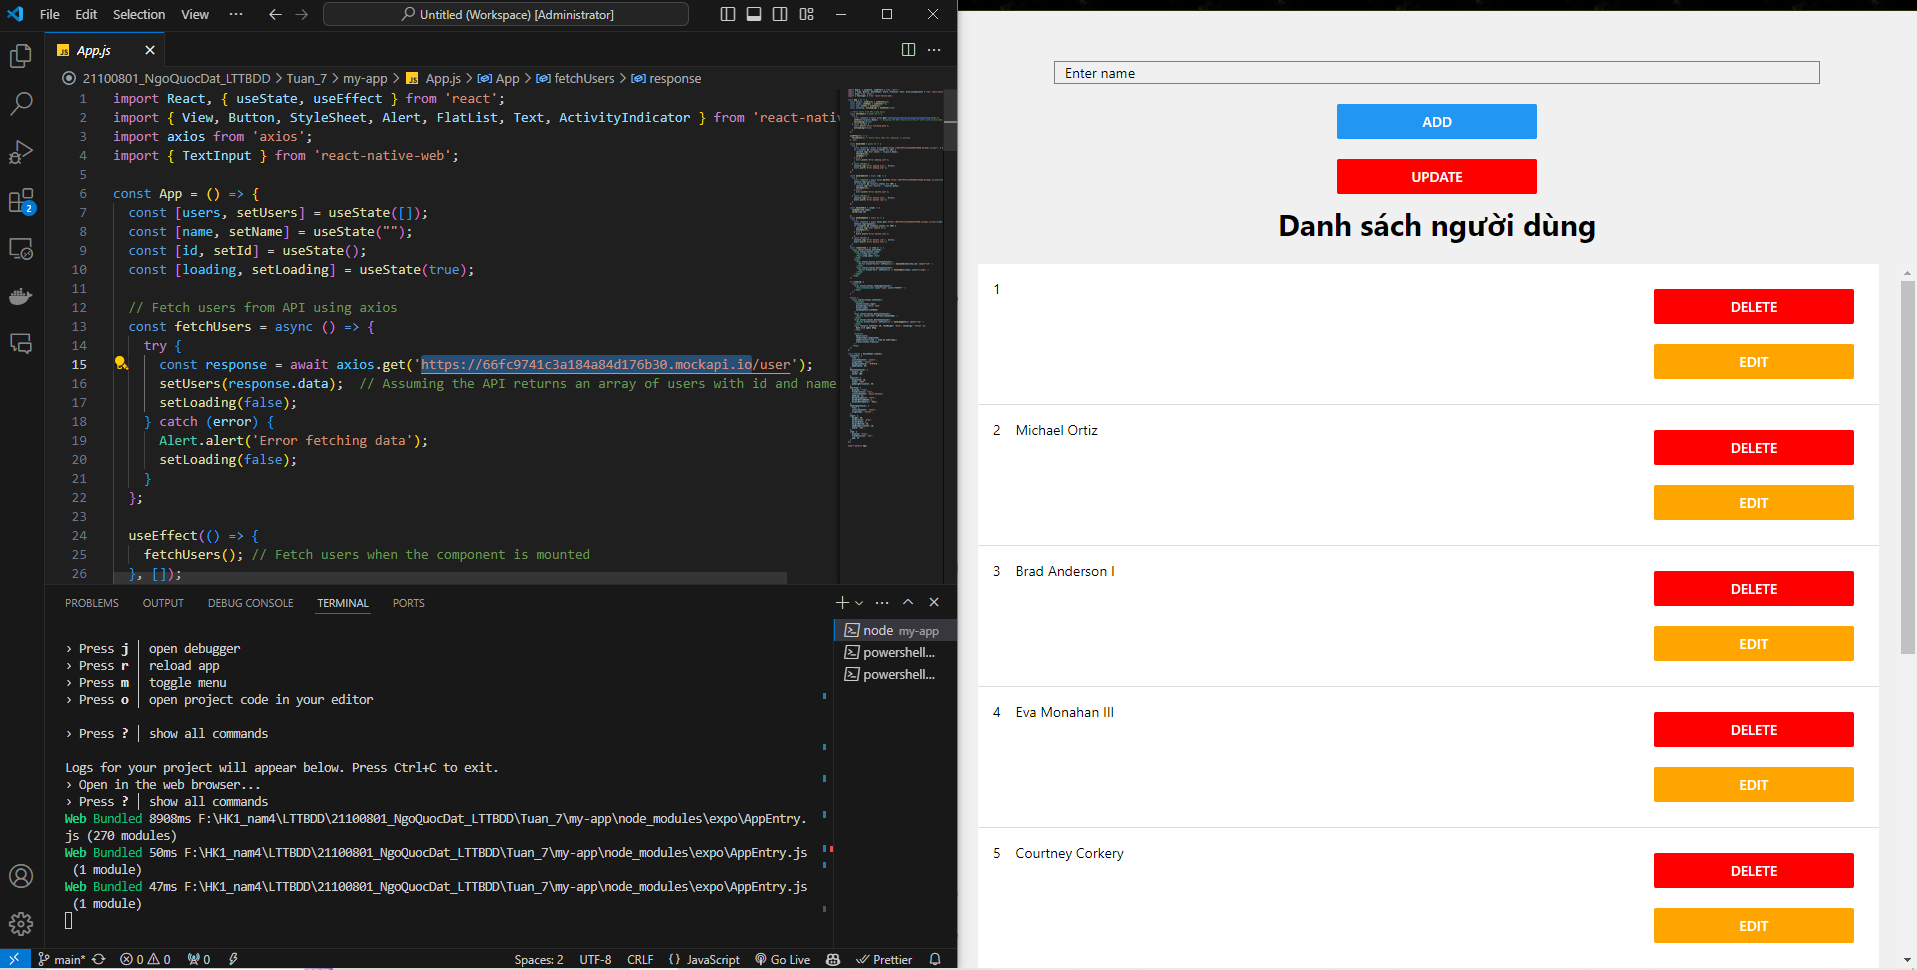 File Edit Selection View ··· Untitled (Workspace) [Administrator]
App.js
21100801_NgoQuocDat_LTTBDD > Tuan_7 > my-app > App.js > App > fetchUsers > response
1 import React, { useState, useEffect } from 'react';
2 import { View, Button, StyleSheet, Alert, FlatList, Text, ActivityIndicator } from 'react-native
3 import axios from 'axios';
4 import { TextInput } from 'react-native-web';
5
6 const App = () => {
7 const [users, setUsers] = useState([]);
8 const [name, setName] = useState("");
9 const [id, setId] = useState();
10 const [loading, setLoading] = useState(true);
11
12 // Fetch users from API using axios
13 const fetchUsers = async () => {
14 try {
15 const response = await axios.get('https://66fc9741c3a184a84d176b30.mockapi.io/user');
16 setUsers(response.data); // Assuming the API returns an array of users with id and name
17 setLoading(false);
18 } catch (error) {
19 Alert.alert('Error fetching data');
20 setLoading(false);
21 }
22 };
23
24 useEffect(() => {
25 fetchUsers(); // Fetch users when the component is mounted
26 }, []);
PROBLEMS OUTPUT DEBUG CONSOLE TERMINAL PORTS
› Press j │ open debugger
› Press r │ reload app
› Press m │ toggle menu
› Press o │ open project code in your editor
› Press ? │ show all commands
Logs for your project will appear below. Press Ctrl+C to exit.
› Open in the web browser...
› Press ? │ show all commands
Web Bundled 8908ms F:\HK1_nam4\LTTBDD\21100801_NgoQuocDat_LTTBDD\Tuan_7\my-app\node_modules\expo\AppEntry.
js (270 modules)
Web Bundled 50ms F:\HK1_nam4\LTTBDD\21100801_NgoQuocDat_LTTBDD\Tuan_7\my-app\node_modules\expo\AppEntry.js
(1 module)
Web Bundled 47ms F:\HK1_nam4\LTTBDD\21100801_NgoQuocDat_LTTBDD\Tuan_7\my-app\node_modules\expo\AppEntry.js
(1 module)
node my-app
powershell...
powershell...
2
main* 0 0 0 Spaces: 2 UTF-8 CRLF {} JavaScript Go Live Prettier
Enter name
ADD
UPDATE
Danh sách người dùng
1
DELETE
EDIT
2 Michael Ortiz
DELETE
EDIT
3 Brad Anderson I
DELETE
EDIT
4 Eva Monahan III
DELETE
EDIT
5 Courtney Corkery
DELETE
EDIT